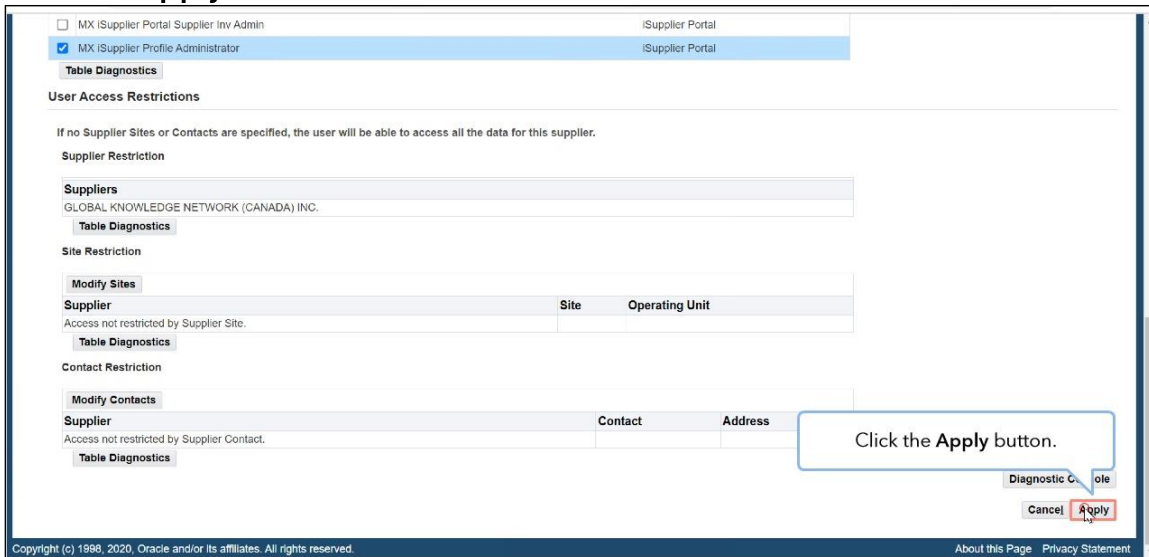 MX iSupplier Portal Supplier Inv Admin iSupplier Portal
MX iSupplier Profile Administrator iSupplier Portal
Table Diagnostics
User Access Restrictions
If no Supplier Sites or Contacts are specified, the user will be able to access all the data for this supplier.
Supplier Restriction
Suppliers
GLOBAL KNOWLEDGE NETWORK (CANADA) INC.
Table Diagnostics
Site Restriction
Modify Sites
Supplier Site Operating Unit
Access not restricted by Supplier Site.
Table Diagnostics
Contact Restriction
Modify Contacts
Supplier Contact Address
Access not restricted by Supplier Contact.
Click the Apply button.
Table Diagnostics
Diagnostic
Cancel Apply
Copyright (c) 1998, 2020, Oracle and/or its affiliates. All rights reserved. About this Page Privacy Statement